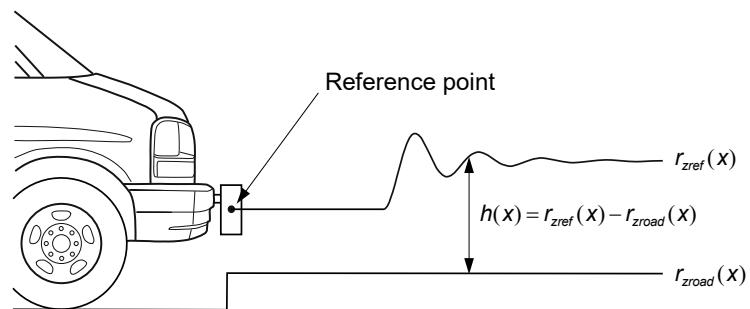 Reference point
r_zref(x)
h(x) = r_zref(x) − r_zroad(x)
r_zroad(x)